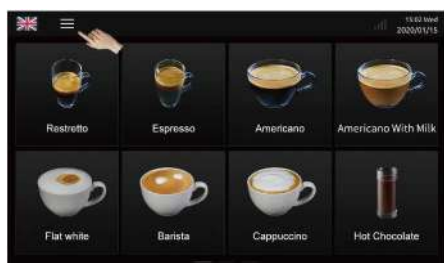 15:02 Wed
2020/01/15
Restretto
Espresso
Americano
Americano With Milk
Flat white
Barista
Cappuccino
Hot Chocolate